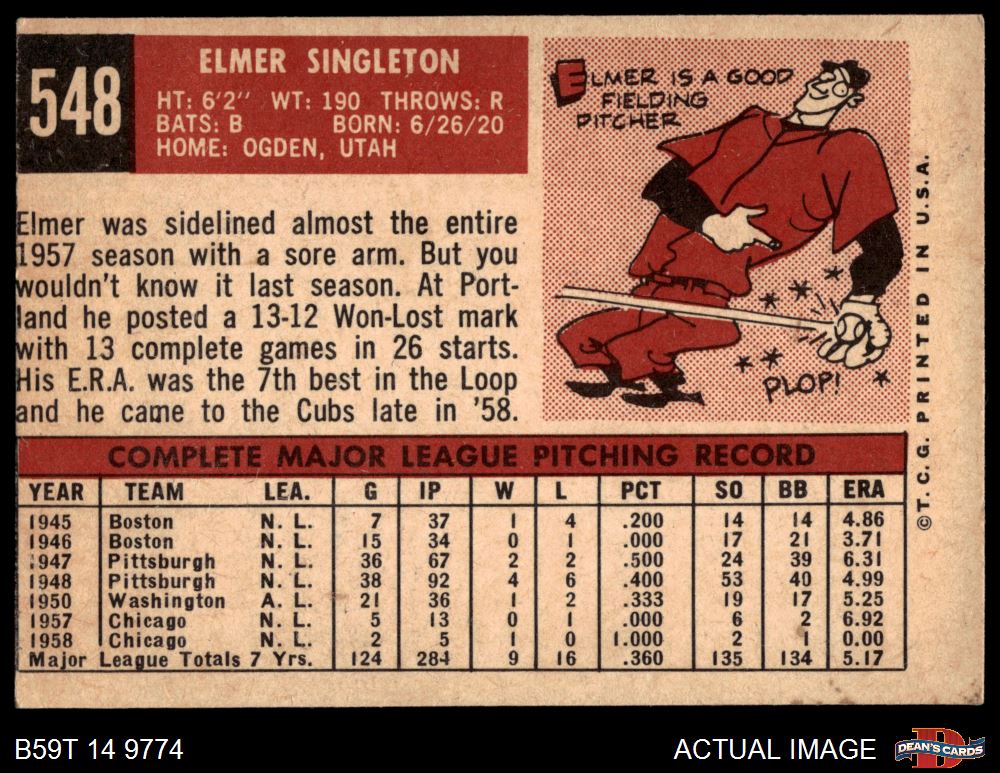 548
ELMER SINGLETON
HT: 6'2" WT: 190 THROWS: R
BATS: B BORN: 6/26/20
HOME: OGDEN, UTAH
ELMER IS A GOOD
FIELDING
PITCHER
PLOP!
Elmer was sidelined almost the entire
1957 season with a sore arm. But you
wouldn't know it last season. At Port-
land he posted a 13-12 Won-Lost mark
with 13 complete games in 26 starts.
His E.R.A. was the 7th best in the Loop
and he came to the Cubs late in '58.
COMPLETE MAJOR LEAGUE PITCHING RECORD
YEAR TEAM LEA. G IP W L PCT SO BB ERA
1945 Boston N. L. 7 37 1 4 .200 14 14 4.86
1946 Boston N. L. 15 34 0 1 .000 17 21 3.71
1947 Pittsburgh N. L. 36 67 2 2 .500 24 39 6.31
1948 Pittsburgh N. L. 38 92 4 6 .400 53 40 4.99
1950 Washington A. L. 21 36 1 2 .333 19 17 5.25
1957 Chicago N. L. 5 13 0 1 .000 6 2 6.92
1958 Chicago N. L. 2 5 1 0 1.000 2 1 0.00
Major League Totals 7 Yrs. 124 284 9 16 .360 135 134 5.17
©T. C. G. PRINTED IN U.S.A.
B59T 14 9774
ACTUAL IMAGE
D
DEAN'S CARDS